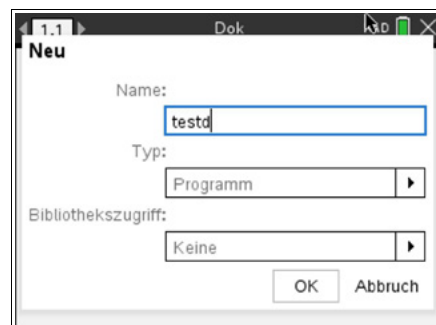 1.1 Dok
Neu
Name:
testd
Typ:
Programm
Bibliothekszugriff:
Keine
OK Abbruch